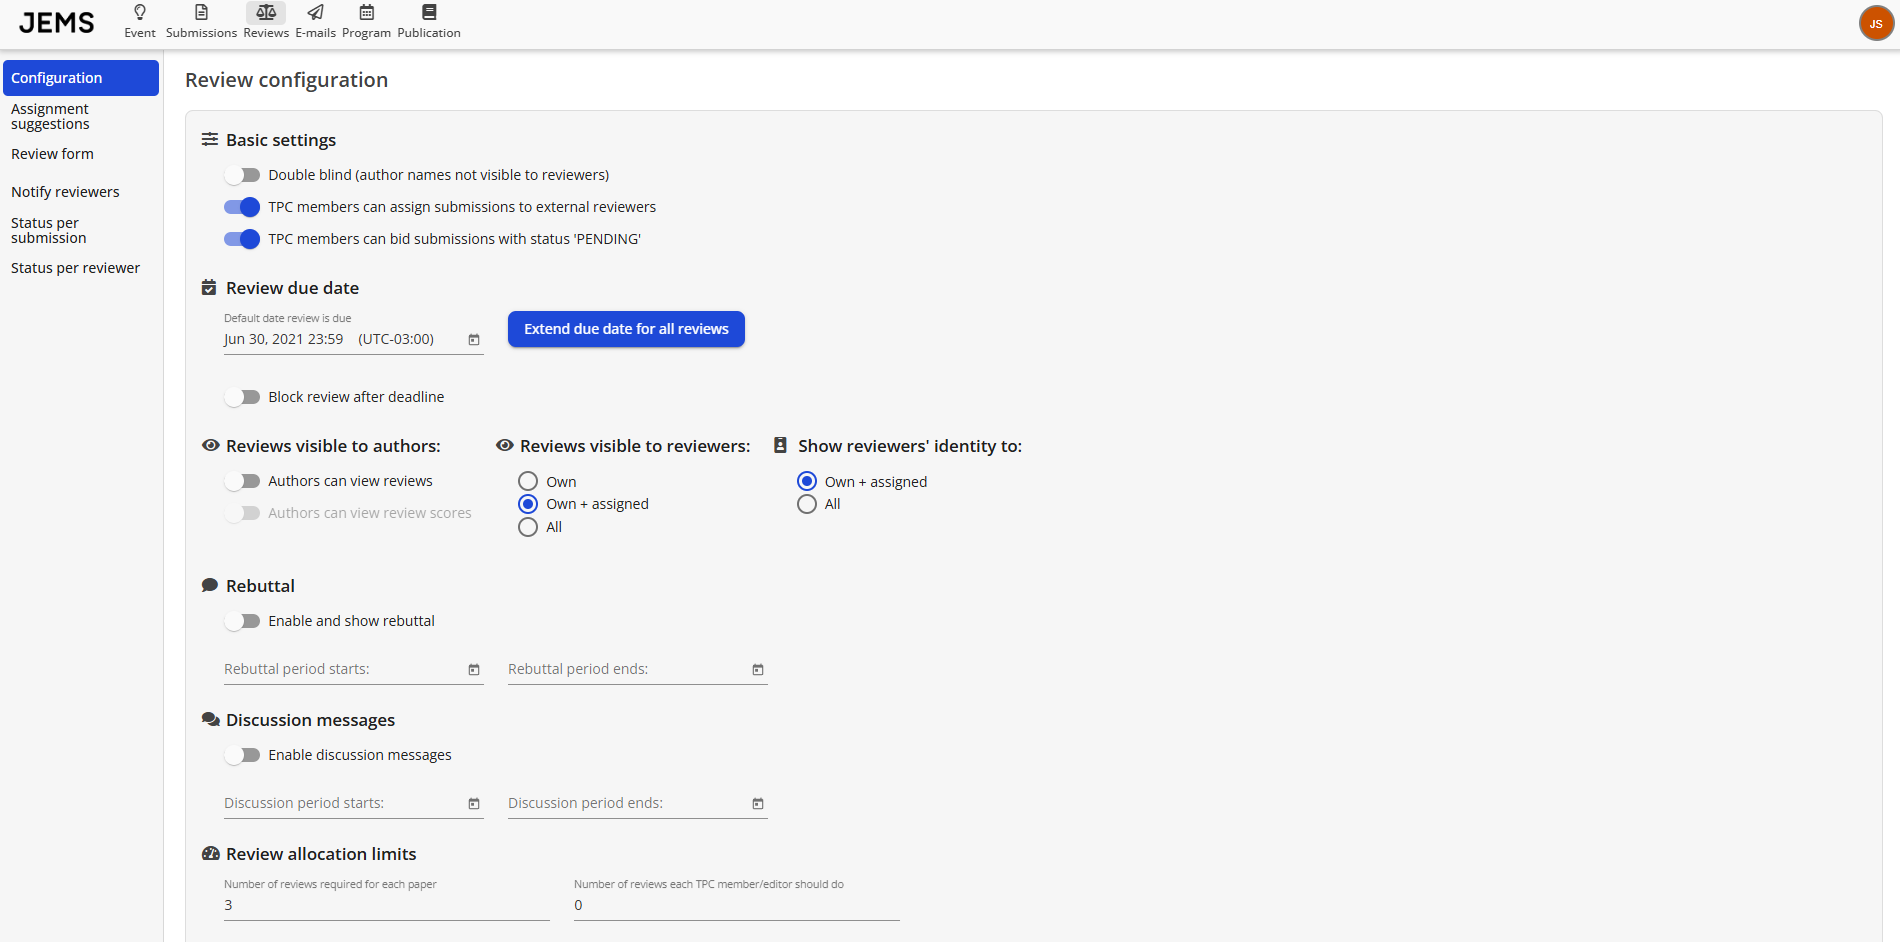 JEMS
Event
Submissions
Reviews
E-mails
Program
Publication
JS
Configuration
Assignment
suggestions
Review form
Notify reviewers
Status per
submission
Status per reviewer
Review configuration
Basic settings
Double blind (author names not visible to reviewers)
TPC members can assign submissions to external reviewers
TPC members can bid submissions with status 'PENDING'
Review due date
Default date review is due
Jun 30, 2021 23:59 (UTC-03:00)
Extend due date for all reviews
Block review after deadline
Reviews visible to authors:
Authors can view reviews
Authors can view review scores
Reviews visible to reviewers:
Own
Own + assigned
All
Show reviewers' identity to:
Own + assigned
All
Rebuttal
Enable and show rebuttal
Rebuttal period starts:
Rebuttal period ends:
Discussion messages
Enable discussion messages
Discussion period starts:
Discussion period ends:
Review allocation limits
Number of reviews required for each paper
3
Number of reviews each TPC member/editor should do
0